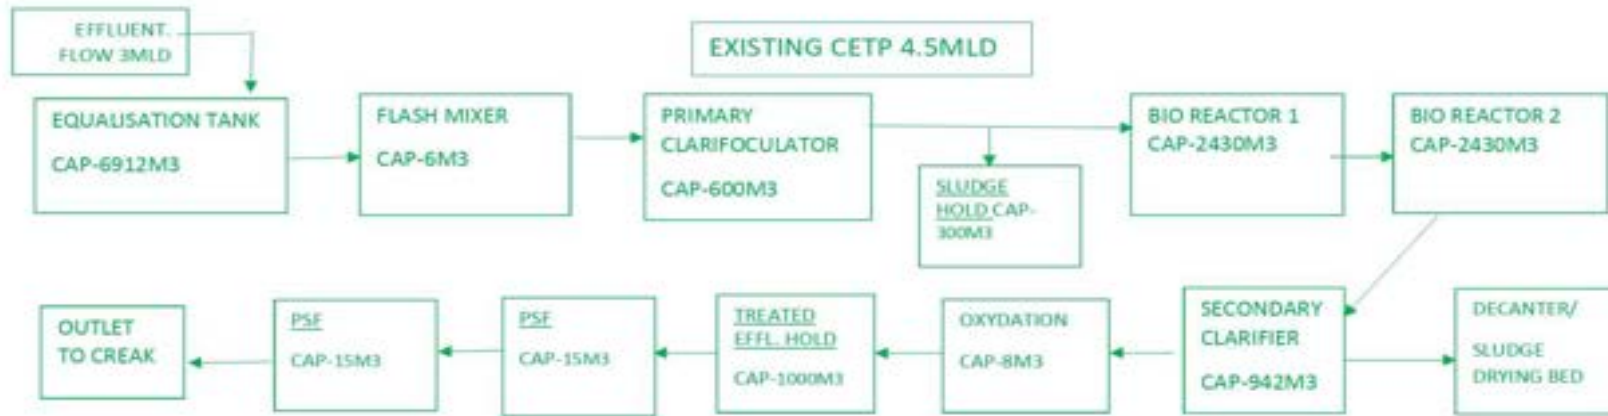 EFFLUENT.
FLOW 3MLD
EXISTING CETP 4.5MLD
EQUALISATION TANK
CAP-6912M3
FLASH MIXER
CAP-6M3
PRIMARY
CLARIFOCULATOR
CAP-600M3
SLUDGE
HOLD CAP-
300M3
BIO REACTOR 1
CAP-2430M3
BIO REACTOR 2
CAP-2430M3
OUTLET
TO CREAK
PSF
CAP-15M3
PSF
CAP-15M3
TREATED
EFFL. HOLD
CAP-1000M3
OXYDATION
CAP-8M3
SECONDARY
CLARIFIER
CAP-942M3
DECANTER/
SLUDGE
DRYING BED